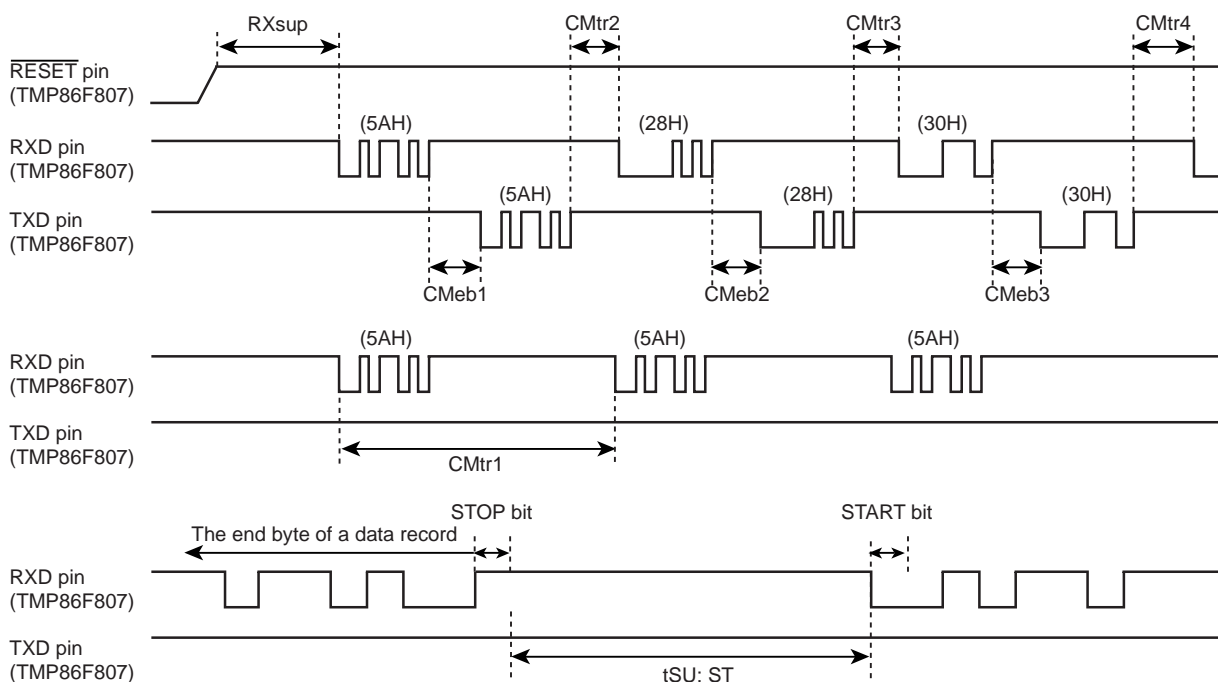 RXsup
CMtr2
CMtr3
CMtr4
RESET pin
(TMP86F807)
(5AH)
(28H)
(30H)
RXD pin
(TMP86F807)
(5AH)
(28H)
(30H)
TXD pin
(TMP86F807)
CMeb1
CMeb2
CMeb3
(5AH)
(5AH)
(5AH)
RXD pin
(TMP86F807)
TXD pin
(TMP86F807)
CMtr1
STOP bit
START bit
The end byte of a data record
RXD pin
(TMP86F807)
TXD pin
(TMP86F807)
tSU; ST